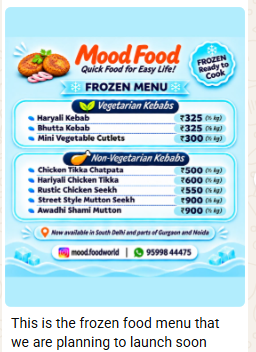 Mood Food
Quick Food for Easy Life!
FROZEN
Ready to
Cook
FROZEN MENU
Vegetarian Kebabs
Haryali Kebab ₹325 (½ kg)
Bhutta Kebab ₹325 (½ kg)
Mini Vegetable Cutlets ₹300 (½ kg)
Non-Vegetarian Kebabs
Chicken Tikka Chatpata ₹500 (½ kg)
Hariyali Chicken Tikka ₹600 (½ kg)
Rustic Chicken Seekh ₹550 (½ kg)
Street Style Mutton Seekh ₹900 (½ kg)
Awadhi Shami Mutton ₹900 (½ kg)
Now available in South Delhi and parts of Gurgaon and Noida
mood.foodworld | 95998 44475
This is the frozen food menu that
we are planning to launch soon